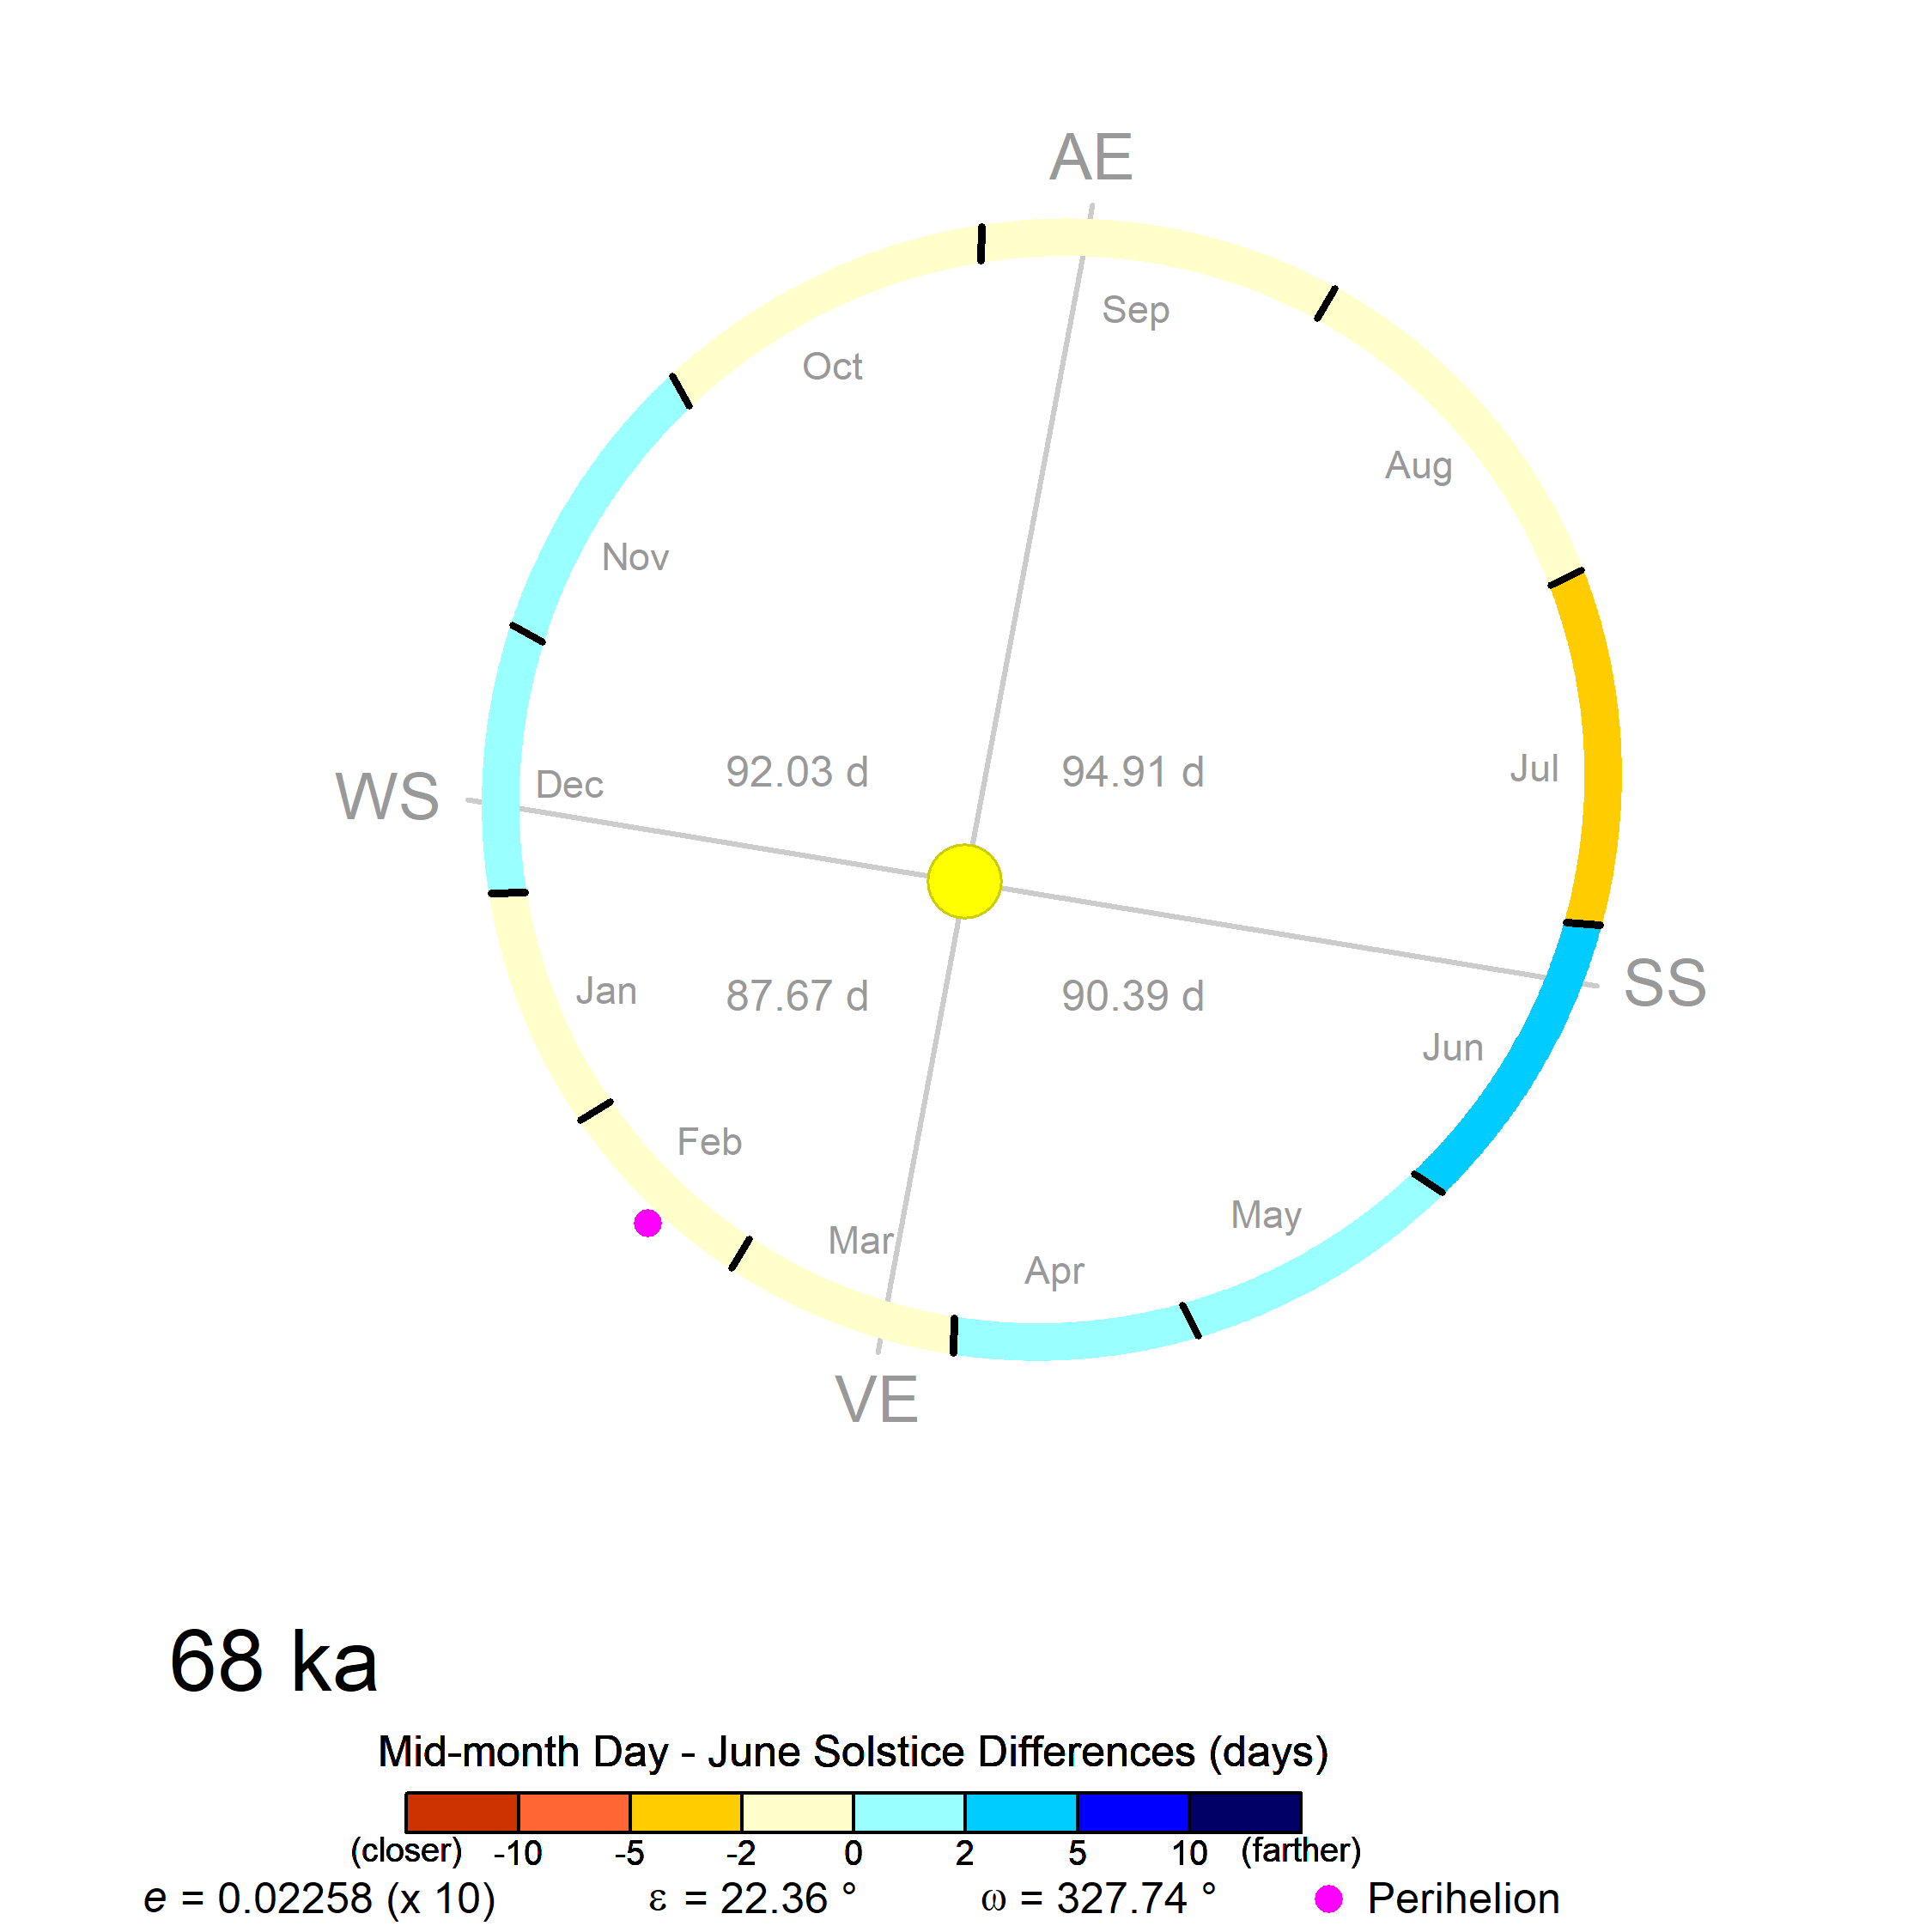 AE
Sep
Oct
Aug
Nov
92.03 d 94.91 d
Jul
WS Dec
Jan 87.67 d 90.39 d SS
Jun
Feb
May
Mar
Apr
VE
68 ka
Mid-month Day - June Solstice Differences (days)
(closer) -10 -5 -2 0 2 5 10 (farther)
e = 0.02258 (x 10) ε = 22.36 ° ω = 327.74 ° Perihelion